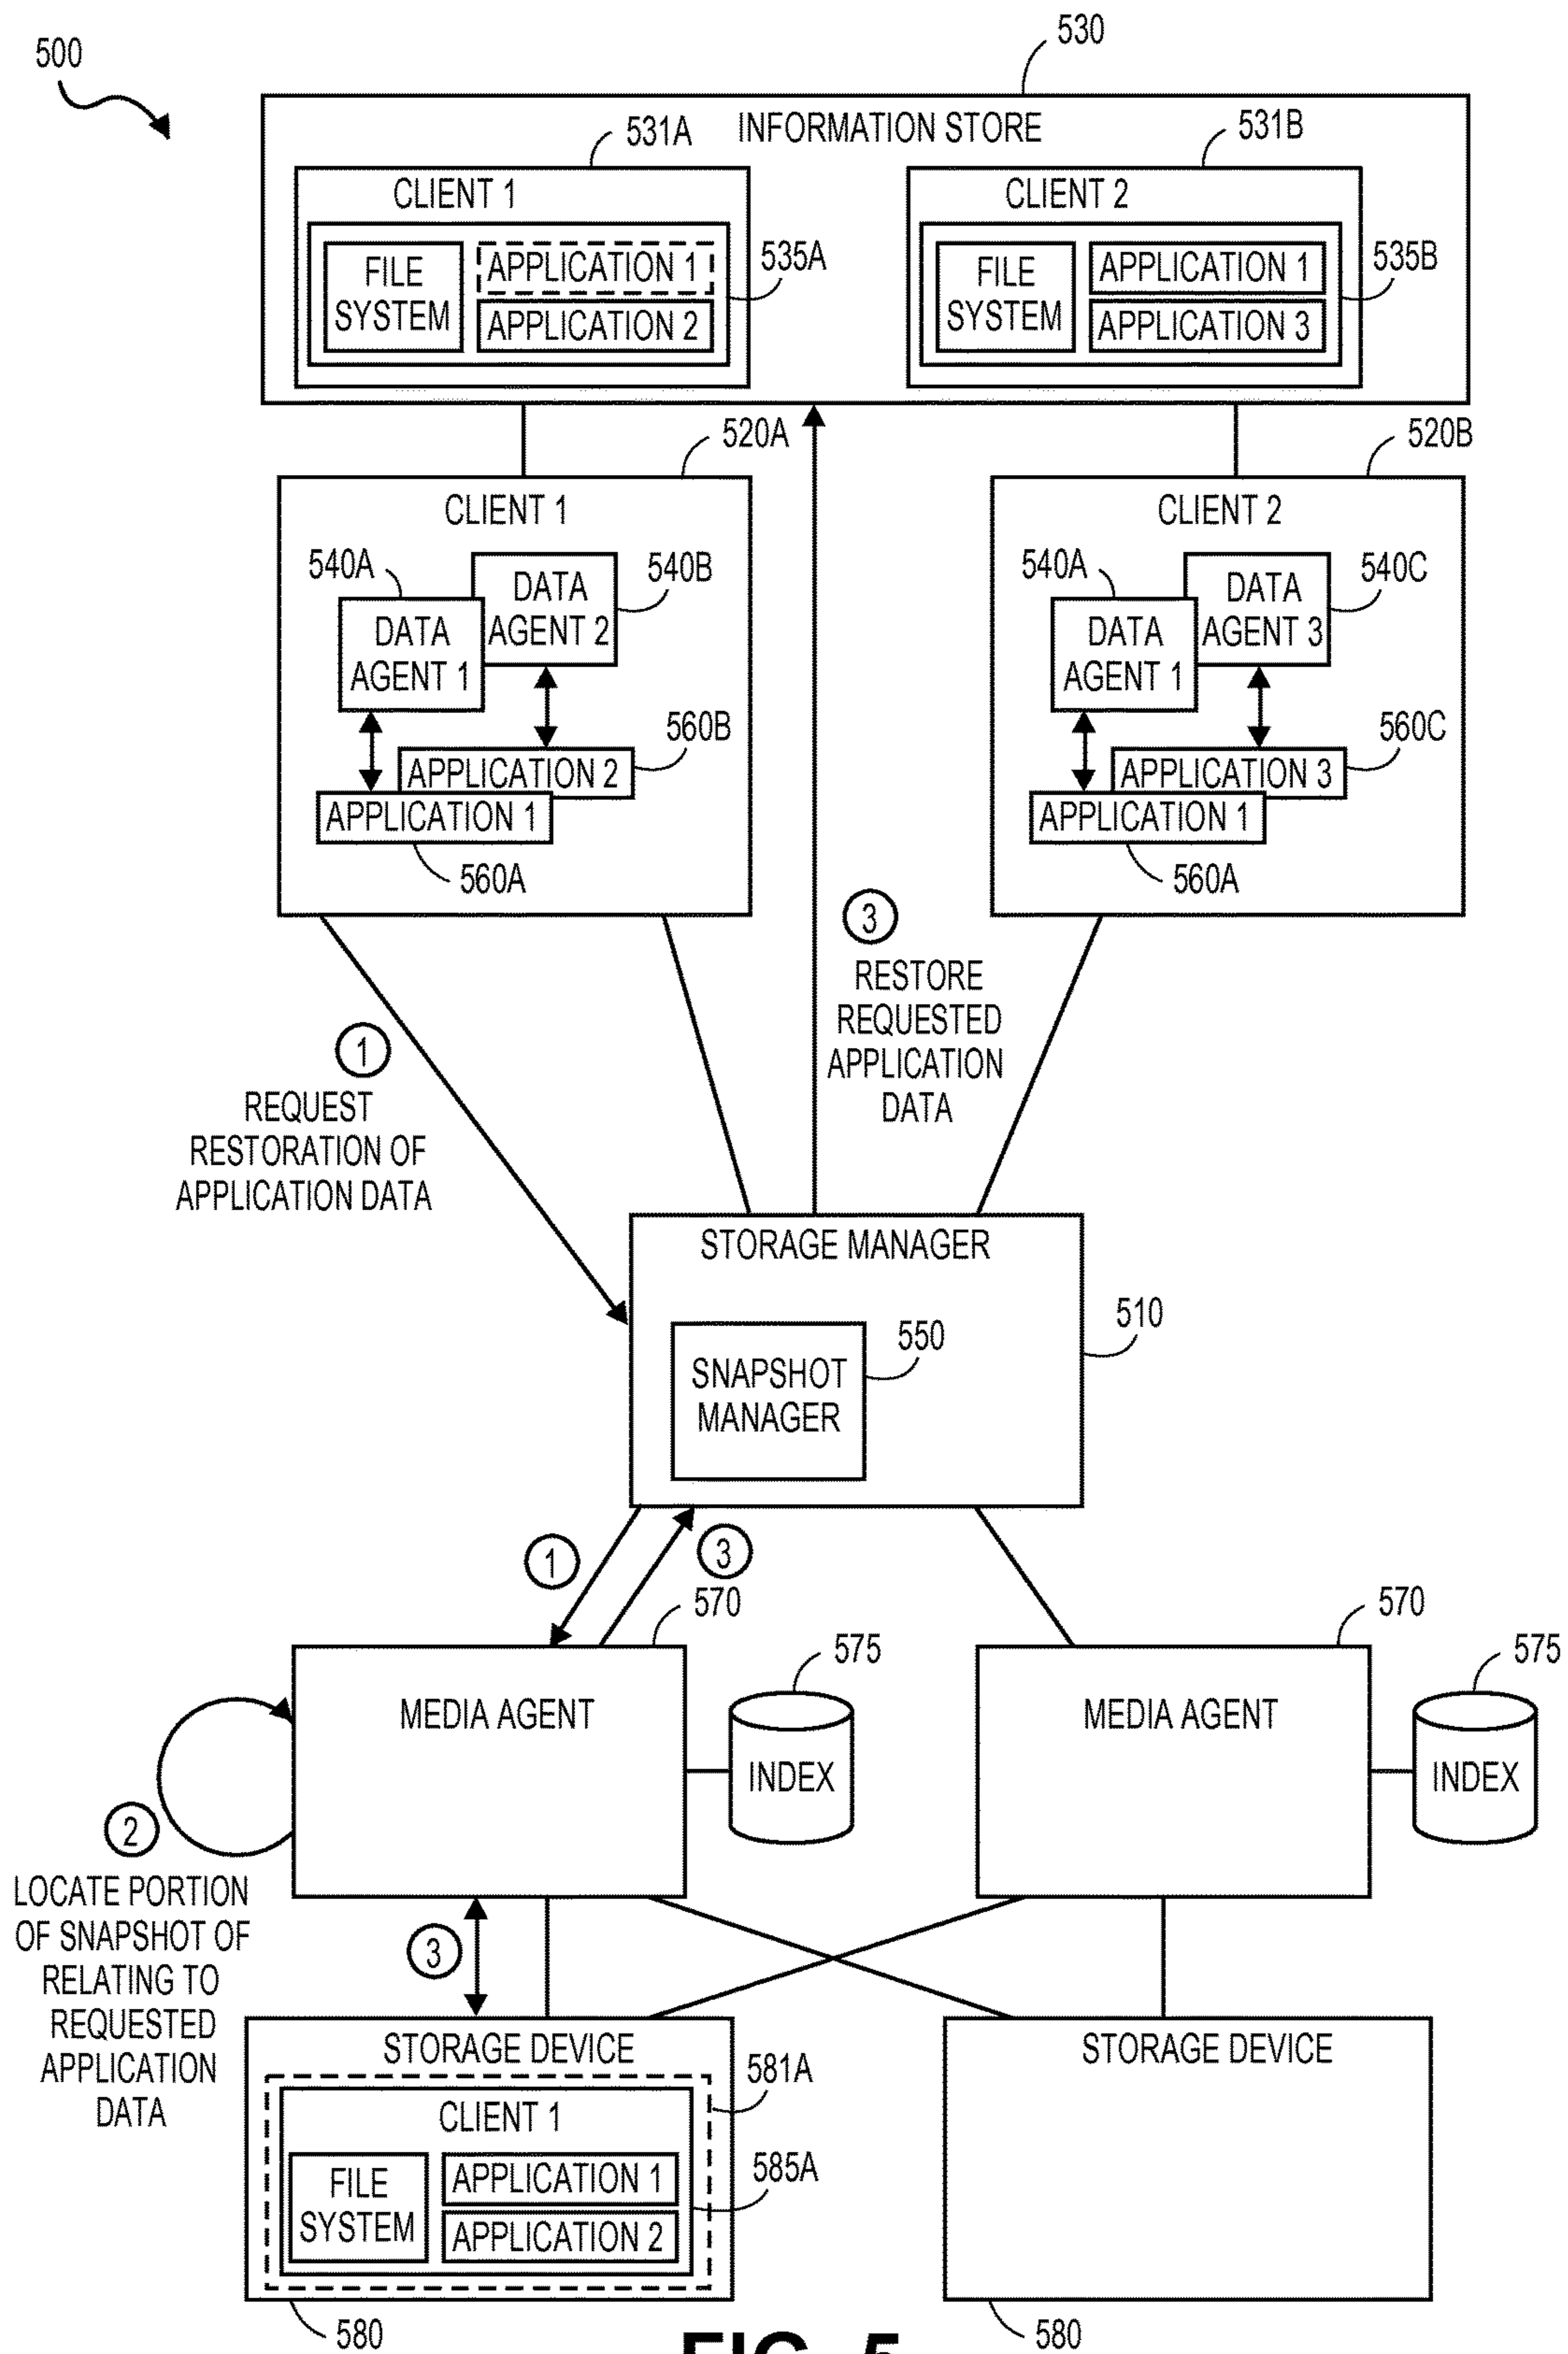 500
530
INFORMATION STORE
531A
531B
CLIENT 1
CLIENT 2
FILE
SYSTEM
APPLICATION 1
APPLICATION 2
535A
FILE
SYSTEM
APPLICATION 1
APPLICATION 3
535B
520A
520B
CLIENT 1
540A
540B
DATA
AGENT 2
DATA
AGENT 1
560B
APPLICATION 2
APPLICATION 1
560A
CLIENT 2
540A
540C
DATA
AGENT 3
DATA
AGENT 1
560C
APPLICATION 3
APPLICATION 1
560A
3
RESTORE
REQUESTED
APPLICATION
DATA
1
REQUEST
RESTORATION OF
APPLICATION DATA
STORAGE MANAGER
510
550
SNAPSHOT
MANAGER
1
3
570
570
575
575
MEDIA AGENT
INDEX
MEDIA AGENT
INDEX
2
LOCATE PORTION
OF SNAPSHOT OF
RELATING TO
REQUESTED
APPLICATION
DATA
3
STORAGE DEVICE
STORAGE DEVICE
581A
CLIENT 1
585A
FILE
SYSTEM
APPLICATION 1
APPLICATION 2
580
580
FIG. 5